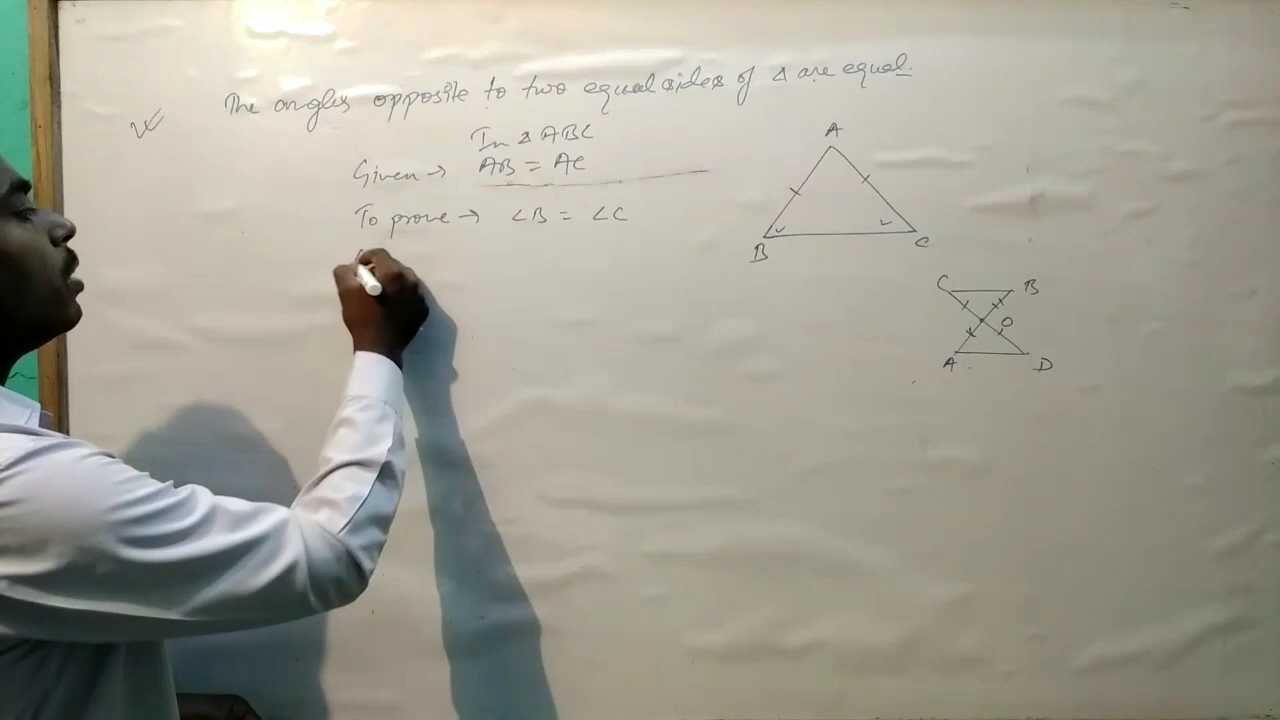 The angles opposite to two equal sides of Δ are equal.
In Δ ABC
Given → AB = AC
To prove → ∠B = ∠C
A
B
C
C
B
O
A
D